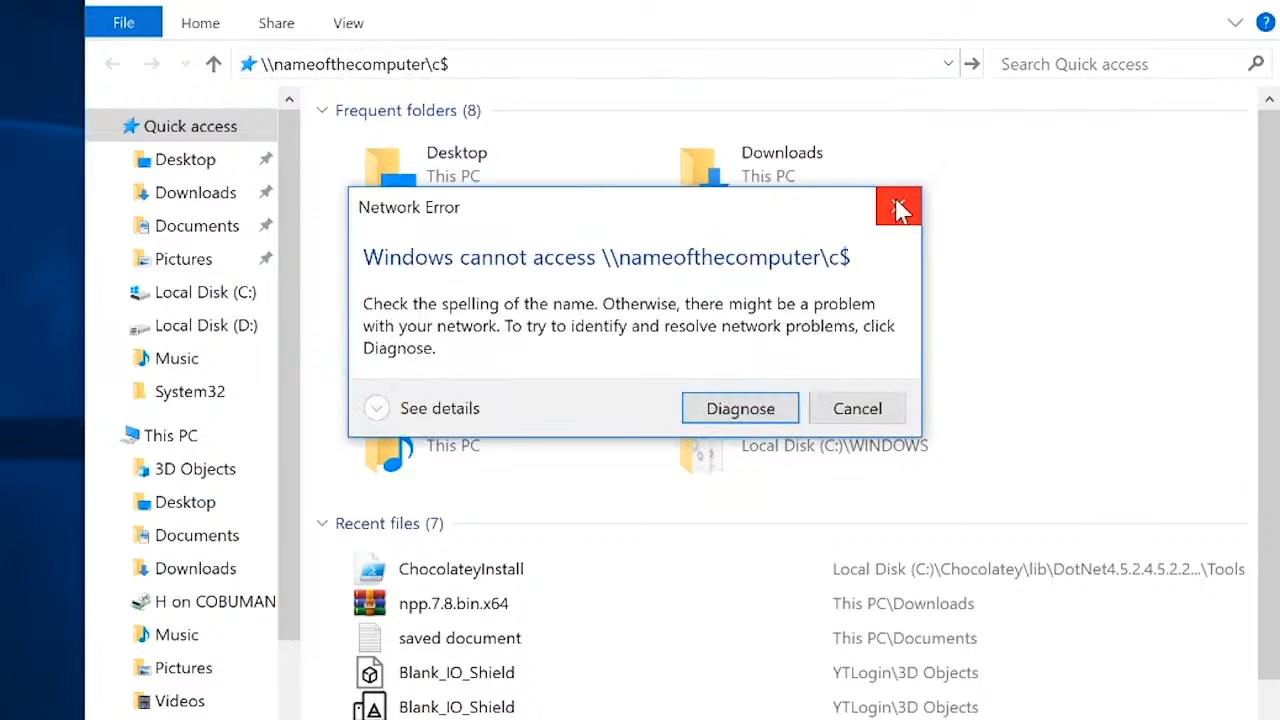 File Home Share View
\\nameofthecomputer\c$
Search Quick access
Quick access
Desktop
Downloads
Documents
Pictures
Local Disk (C:)
Local Disk (D:)
Music
System32
This PC
3D Objects
Desktop
Documents
Downloads
H on COBUMAN
Music
Pictures
Videos
Frequent folders (8)
Desktop
This PC
Downloads
This PC
Network Error
Windows cannot access \\nameofthecomputer\c$
Check the spelling of the name. Otherwise, there might be a problem
with your network. To try to identify and resolve network problems, click
Diagnose.
See details
Diagnose
Cancel
This PC
Local Disk (C:)\WINDOWS
Recent files (7)
ChocolateyInstall Local Disk (C:)\Chocolatey\lib\DotNet4.5.2.4.5.2.2...\Tools
npp.7.8.bin.x64 This PC\Downloads
saved document This PC\Documents
Blank_IO_Shield YTLogin\3D Objects
Blank_IO_Shield YTLogin\3D Objects